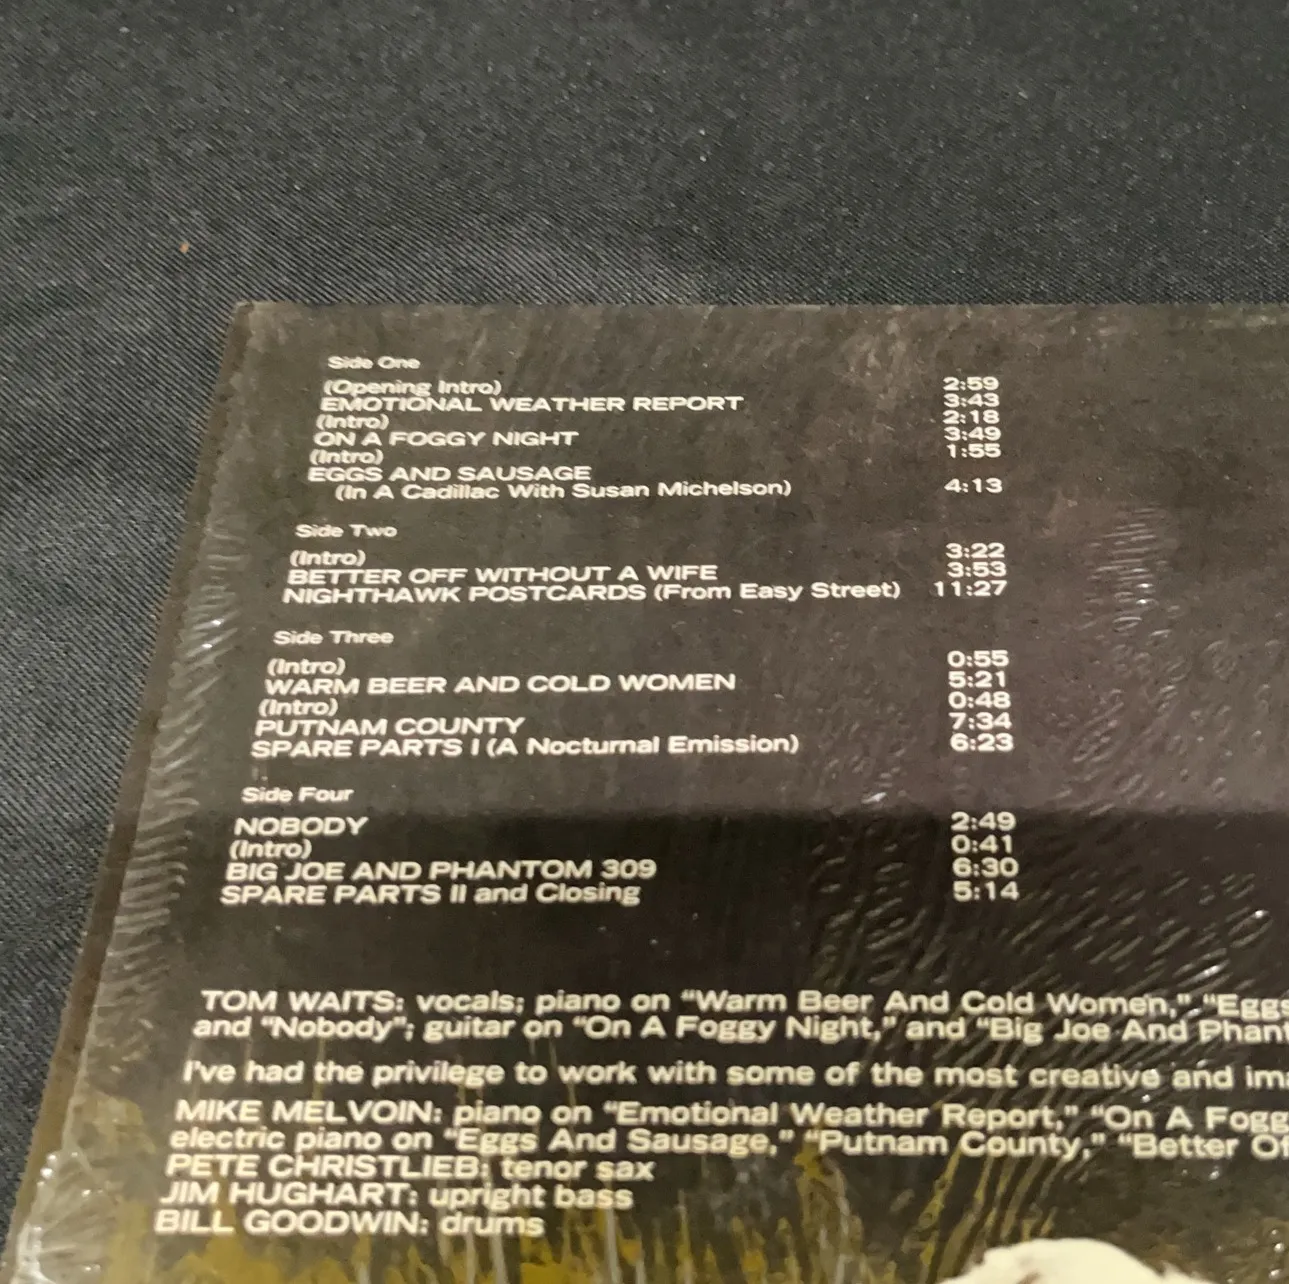 Side One
(Opening Intro) 2:59
EMOTIONAL WEATHER REPORT 3:43
(Intro) 2:18
ON A FOGGY NIGHT 3:49
(Intro) 1:55
EGGS AND SAUSAGE
(In A Cadillac With Susan Michelson) 4:13
Side Two
(Intro) 3:22
BETTER OFF WITHOUT A WIFE 3:53
NIGHTHAWK POSTCARDS (From Easy Street) 11:27
Side Three
(Intro) 0:55
WARM BEER AND COLD WOMEN 5:21
(Intro) 0:48
PUTNAM COUNTY 7:34
SPARE PARTS I (A Nocturnal Emission) 6:23
Side Four
NOBODY 2:49
(Intro) 0:41
BIG JOE AND PHANTOM 309 6:30
SPARE PARTS II and Closing 5:14
TOM WAITS: vocals; piano on “Warm Beer And Cold Women,” “Eggs
and “Nobody”; guitar on “On A Foggy Night,” and “Big Joe And Phant
I've had the privilege to work with some of the most creative and im
MIKE MELVOIN: piano on “Emotional Weather Report,” “On A Fogg
electric piano on “Eggs And Sausage,” “Putnam County,” “Better Of
PETE CHRISTLIEB: tenor sax
JIM HUGHART: upright bass
BILL GOODWIN: drums